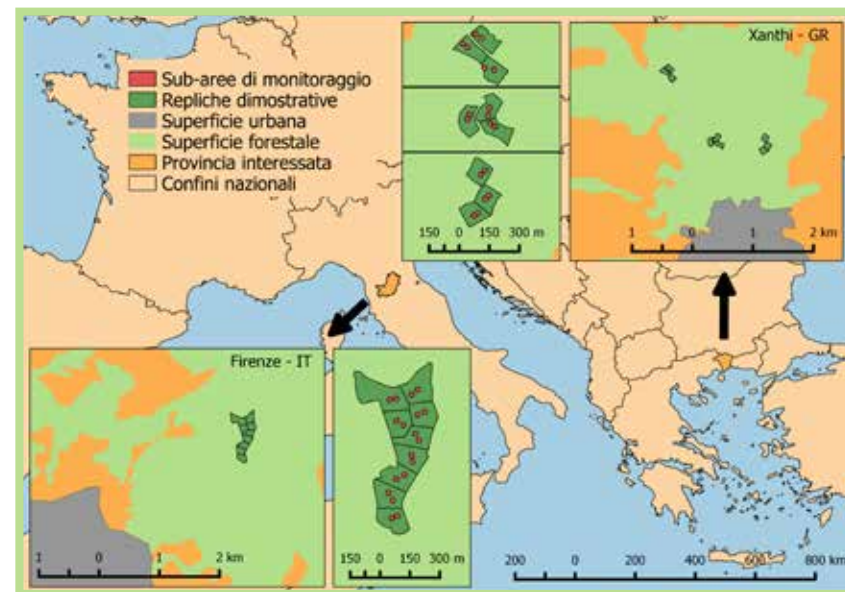 Sub-aree di monitoraggio
Repliche dimostrative
Superficie urbana
Superficie forestale
Provincia interessata
Confini nazionali
150 0 150 300 m
Xanthi - GR
1 0 1 2 km
Firenze - IT
1 0 1 2 km
150 0 150 300 m
200 0 200 400 600 800 km